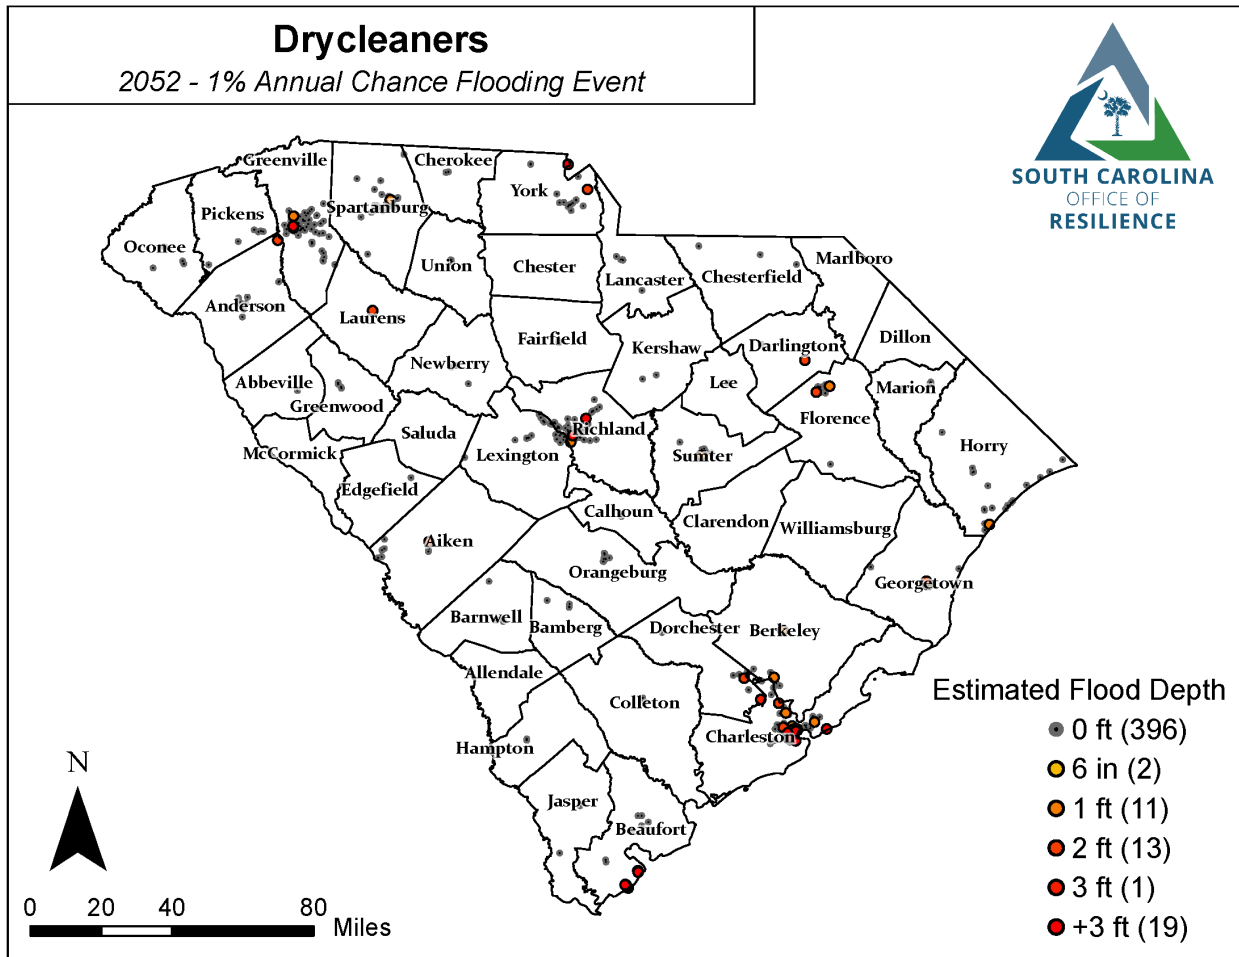 Drycleaners
2052 - 1% Annual Chance Flooding Event
SOUTH CAROLINA
OFFICE OF
RESILIENCE
Greenville
Cherokee
York
Pickens
Spartanburg
Oconee
Union
Chester
Lancaster
Chesterfield
Marlboro
Anderson
Laurens
Fairfield
Kershaw
Darlington
Dillon
Newberry
Abbeville
Greenwood
Lee
Marion
Florence
Saluda
Richland
Horry
McCormick
Lexington
Sumter
Edgefield
Calhoun
Clarendon
Williamsburg
Aiken
Orangeburg
Georgetown
Barnwell
Bamberg
Dorchester
Berkeley
Allendale
Colleton
Charleston
Hampton
Jasper
Beaufort
Estimated Flood Depth
0 ft (396)
6 in (2)
1 ft (11)
2 ft (13)
3 ft (1)
+3 ft (19)
N
0 20 40 80
Miles